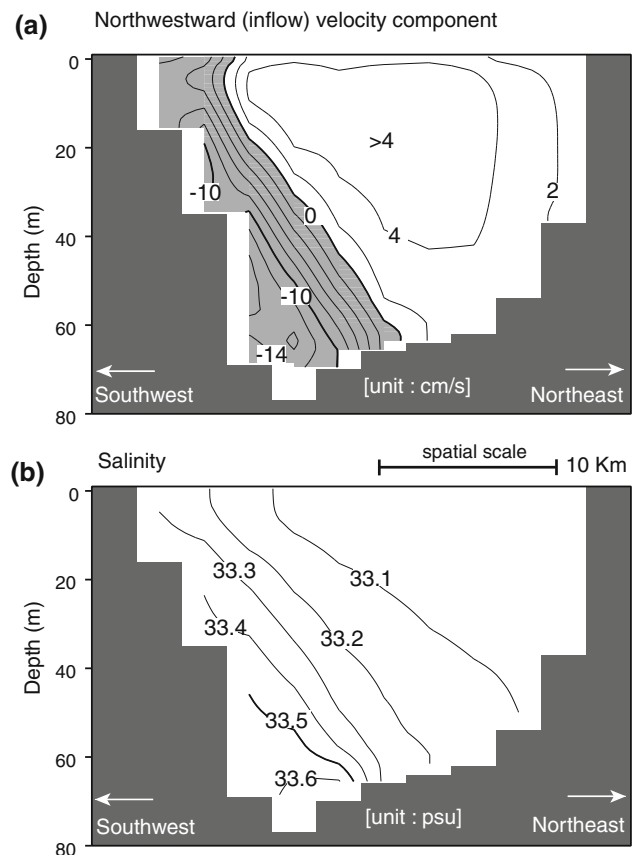 (a) Northwestward (inflow) velocity component
0
20
40
60
80
Depth (m)
>4
-10
0
2
4
-10
-14
[unit : cm/s]
Southwest
Northeast
(b) Salinity
spatial scale
10 Km
0
20
40
60
80
Depth (m)
33.3
33.1
33.4
33.2
33.5
33.6
[unit : psu]
Southwest
Northeast